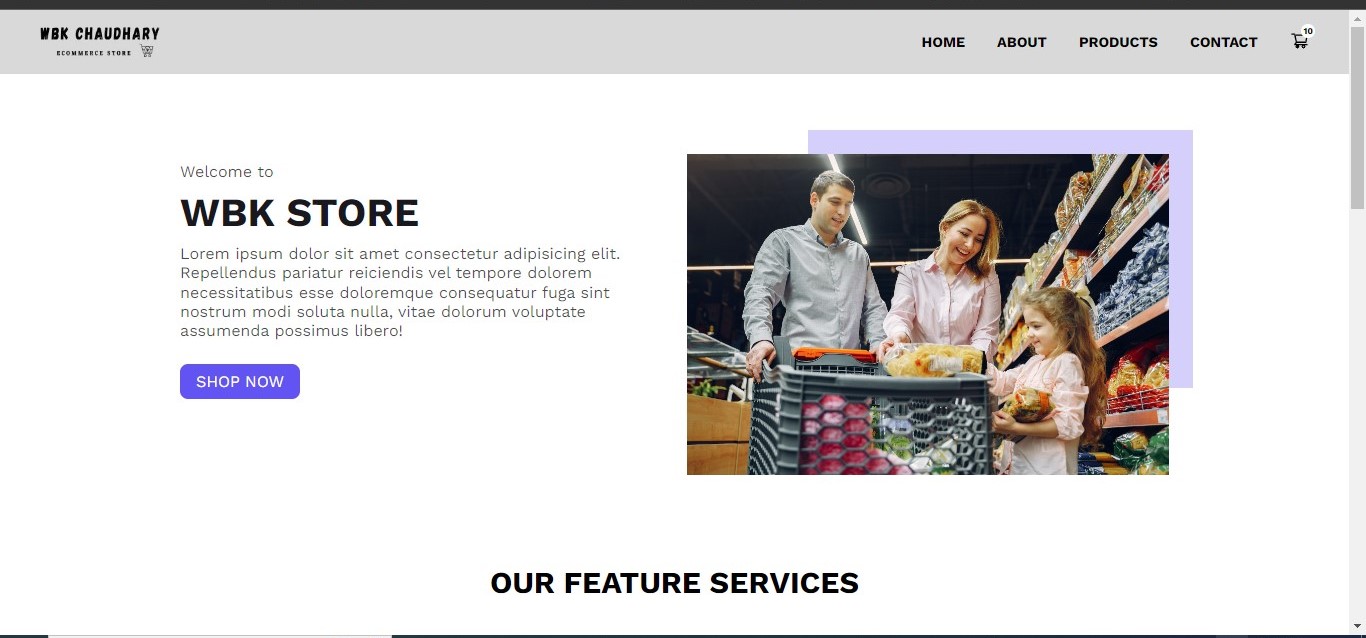 WBK CHAUDHARY
ECOMMERCE STORE
HOME ABOUT PRODUCTS CONTACT 10
Welcome to
WBK STORE
Lorem ipsum dolor sit amet consectetur adipisicing elit.
Repellendus pariatur reiciendis vel tempore dolorem
necessitatibus esse doloremque consequatur fuga sint
nostrum modi soluta nulla, vitae dolorum voluptate
assumenda possimus libero!
SHOP NOW
OUR FEATURE SERVICES